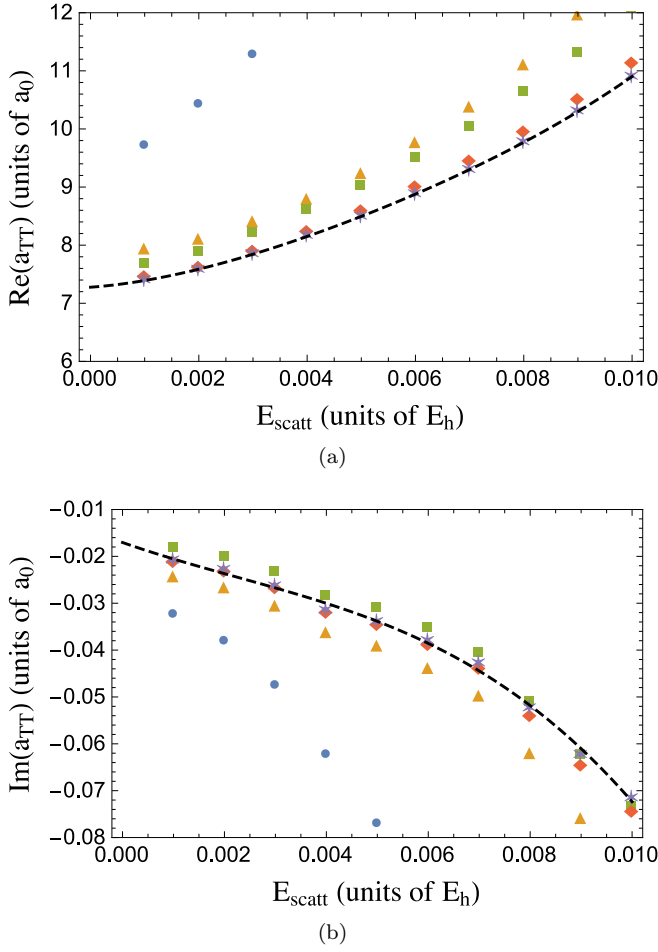 12
11
10
9
8
7
6
Re(a_TT) (units of a_0)
0.000 0.002 0.004 0.006 0.008 0.010
E_scatt (units of E_h)
(a)
-0.01
-0.02
-0.03
-0.04
-0.05
-0.06
-0.07
-0.08
Im(a_TT) (units of a_0)
0.000 0.002 0.004 0.006 0.008 0.010
E_scatt (units of E_h)
(b)